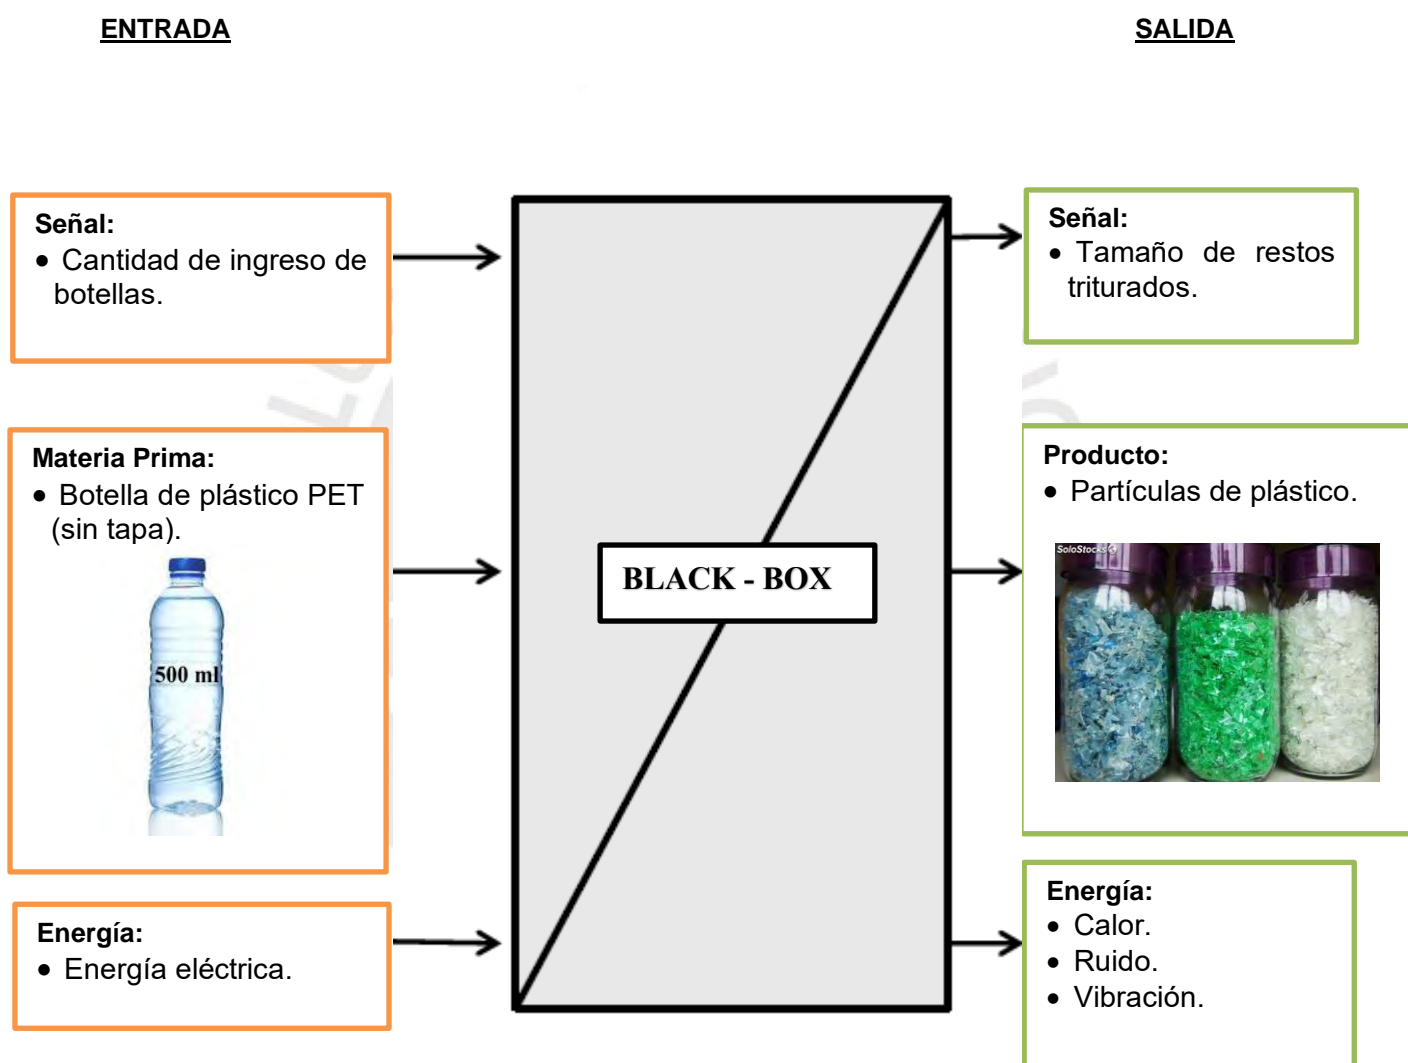 ENTRADA
SALIDA
Señal:
• Cantidad de ingreso de
botellas.
Señal:
• Tamaño de restos
triturados.
Materia Prima:
• Botella de plástico PET
(sin tapa).
500 ml
BLACK - BOX
Producto:
• Partículas de plástico.
SoloStocks
Energía:
• Energía eléctrica.
Energía:
• Calor.
• Ruido.
• Vibración.